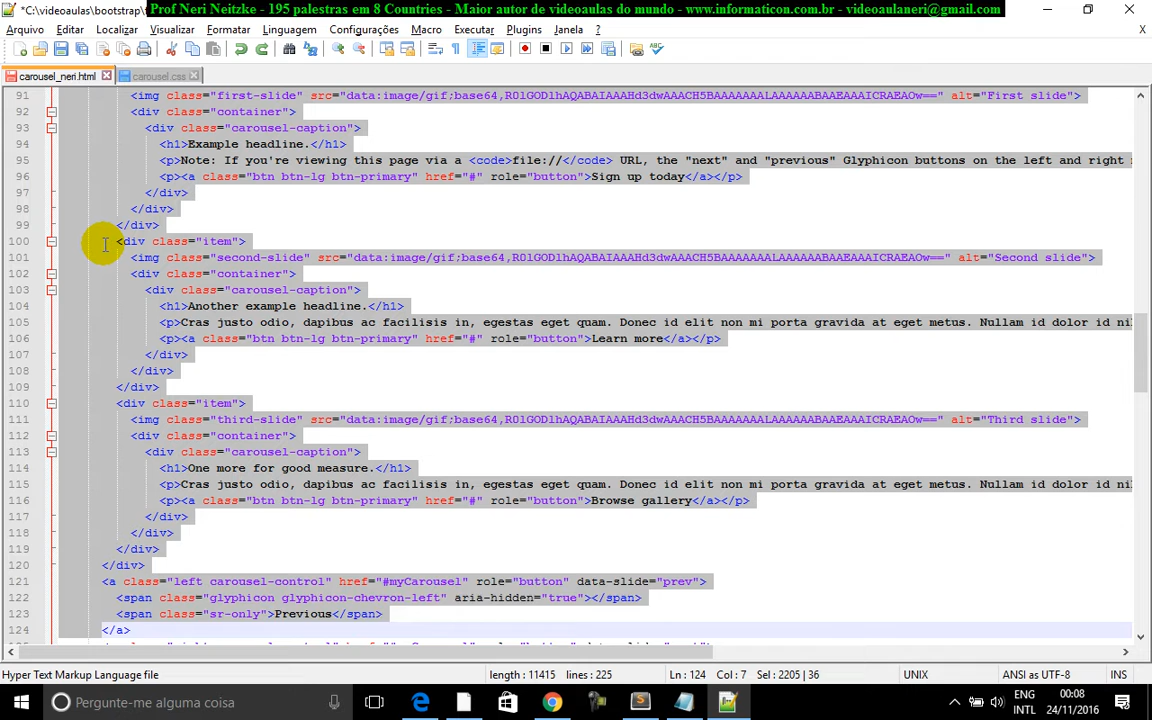 *C:\videoaulas\bootstrap\
Prof Neri Neitzke - 195 palestras em 8 Countries - Maior autor de videoaulas do mundo - www.informaticon.com.br - videoaulaneri@gmail.com
Arquivo Editar Localizar Visualizar Formatar Linguagem Configurações Macro Executar Plugins Janela ? X
carousel_neri.html carousel.css
91 <img class="first-slide" src="data:image/gif;base64,R0lGODlhAQABAIAAAHd3dwAAACH5BAAAAAAALAAAAAABAAEAAAICRAEAOw==" alt="First slide">
92 <div class="container">
93 <div class="carousel-caption">
94 <h1>Example headline.</h1>
95 <p>Note: If you're viewing this page via a <code>file://</code> URL, the "next" and "previous" Glyphicon buttons on the left and right
96 <p><a class="btn btn-lg btn-primary" href="#" role="button">Sign up today</a></p>
97 </div>
98 </div>
99 </div>
100 <div class="item">
101 <img class="second-slide" src="data:image/gif;base64,R0lGODlhAQABAIAAAHd3dwAAACH5BAAAAAAALAAAAAABAAEAAAICRAEAOw==" alt="Second slide">
102 <div class="container">
103 <div class="carousel-caption">
104 <h1>Another example headline.</h1>
105 <p>Cras justo odio, dapibus ac facilisis in, egestas eget quam. Donec id elit non mi porta gravida at eget metus. Nullam id dolor id
106 <p><a class="btn btn-lg btn-primary" href="#" role="button">Learn more</a></p>
107 </div>
108 </div>
109 </div>
110 <div class="item">
111 <img class="third-slide" src="data:image/gif;base64,R0lGODlhAQABAIAAAHd3dwAAACH5BAAAAAAALAAAAAABAAEAAAICRAEAOw==" alt="Third slide">
112 <div class="container">
113 <div class="carousel-caption">
114 <h1>One more for good measure.</h1>
115 <p>Cras justo odio, dapibus ac facilisis in, egestas eget quam. Donec id elit non mi porta gravida at eget metus. Nullam id dolor id
116 <p><a class="btn btn-lg btn-primary" href="#" role="button">Browse gallery</a></p>
117 </div>
118 </div>
119 </div>
120 </div>
121 <a class="left carousel-control" href="#myCarousel" role="button" data-slide="prev">
122 <span class="glyphicon glyphicon-chevron-left" aria-hidden="true"></span>
123 <span class="sr-only">Previous</span>
124 </a>
Hyper Text Markup Language file length : 11415 lines : 225 Ln : 124 Col : 7 Sel : 2205 | 36 UNIX ANSI as UTF-8 INS
Pergunte-me alguma coisa ENG INTL 00:08 24/11/2016